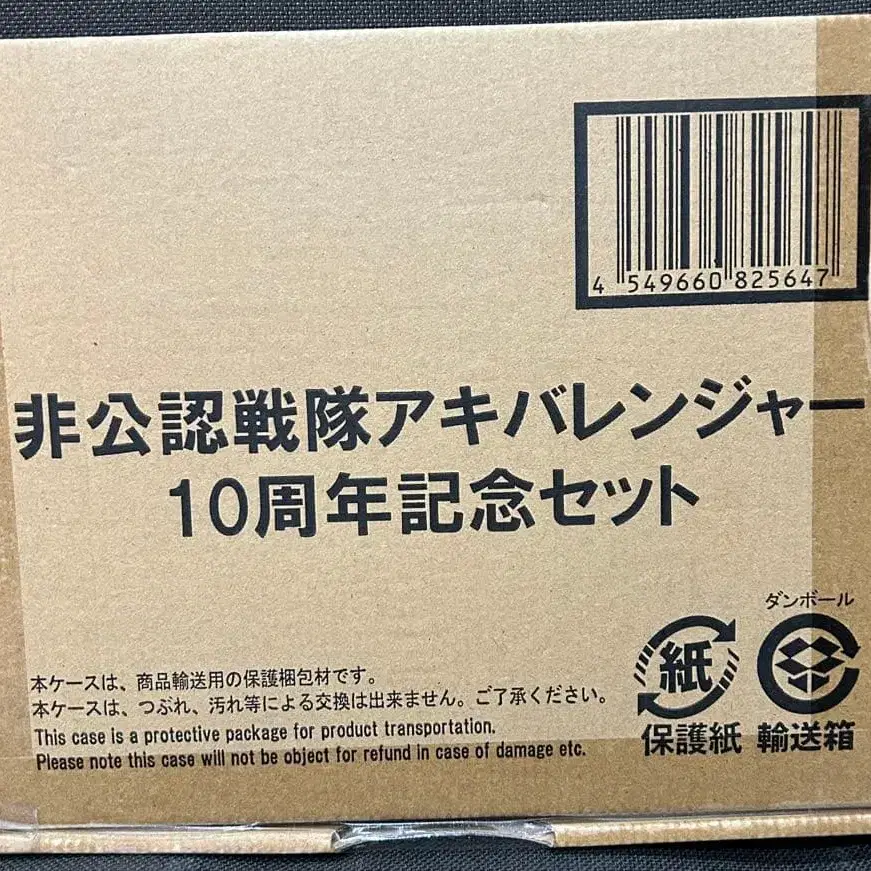 4 549660 825647
非公認戦隊アキバレンジャー
10周年記念セット
ダンボール
紙
保護紙 輸送箱
本ケースは、商品輸送用の保護梱包材です。
本ケースは、つぶれ、汚れ等による交換は出来ません。ご了承ください。
This case is a protective package for product transportation.
Please note this case will not be object for refund in case of damage etc.